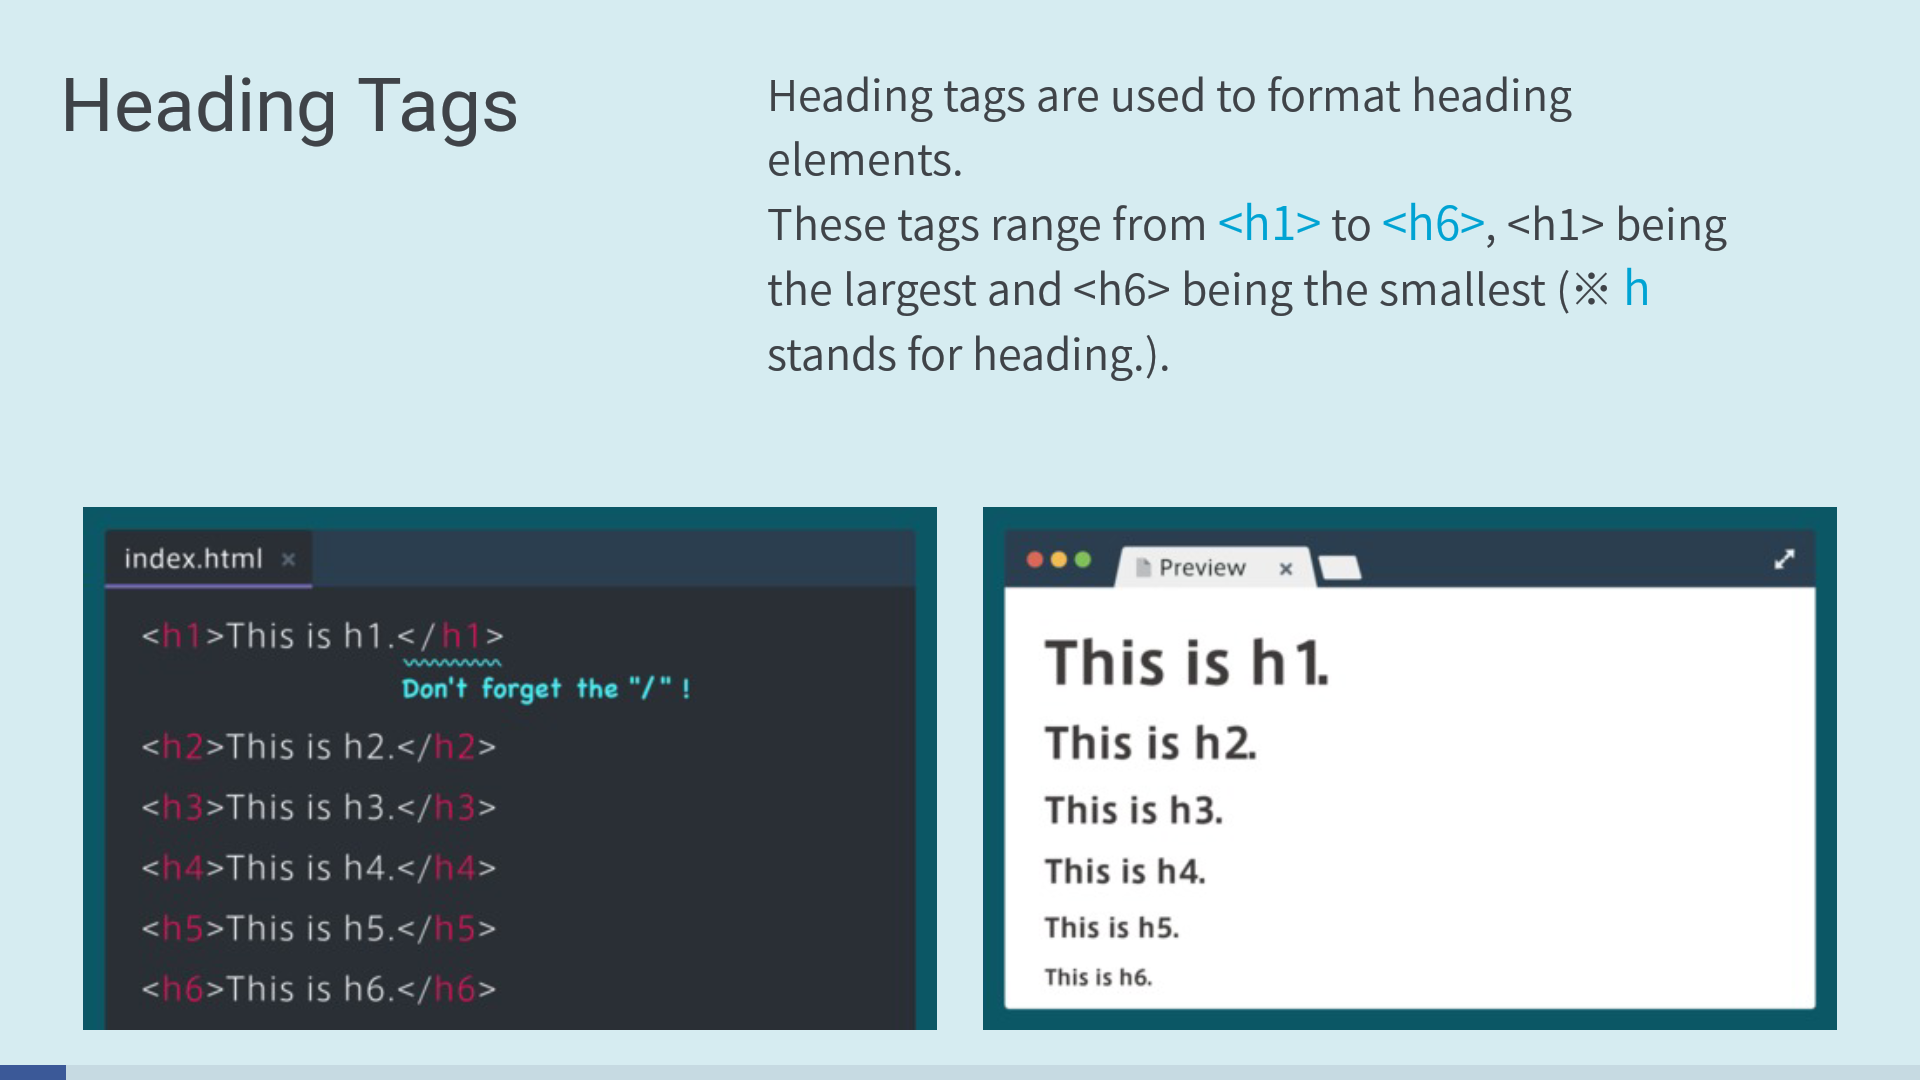 Heading Tags
Heading tags are used to format heading
elements.
These tags range from <h1> to <h6>, <h1> being
the largest and <h6> being the smallest (※ h
stands for heading.).
index.html ×
<h1>This is h1.</h1>
Don't forget the "/" !
<h2>This is h2.</h2>
<h3>This is h3.</h3>
<h4>This is h4.</h4>
<h5>This is h5.</h5>
<h6>This is h6.</h6>
Preview ×
This is h1.
This is h2.
This is h3.
This is h4.
This is h5.
This is h6.